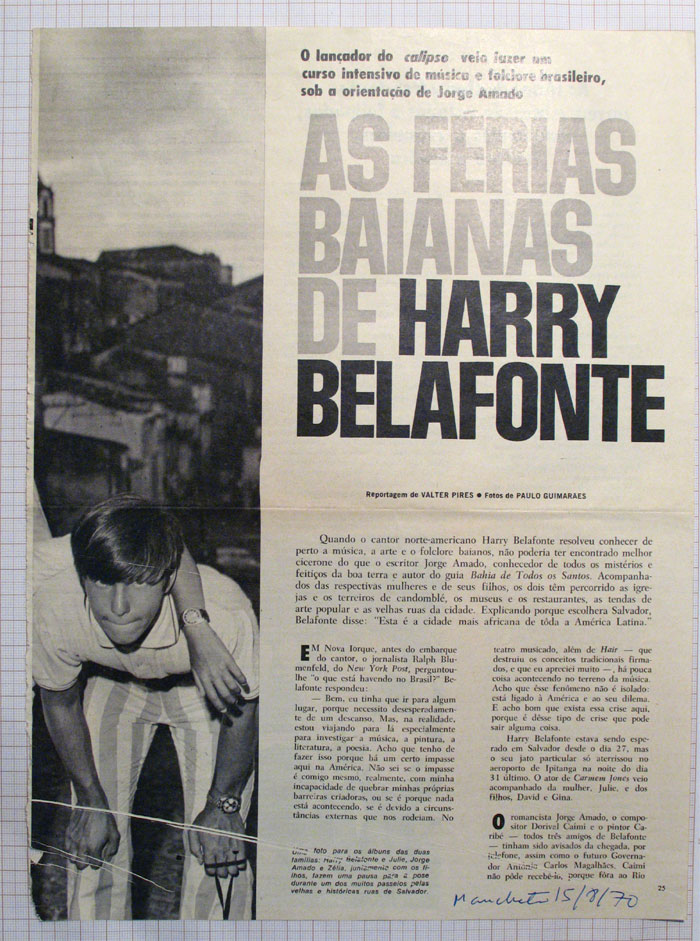 O lançador do calipso veio fazer um
curso intensivo de música e folclore brasileiro,
sob a orientação de Jorge Amado
AS FÉRIAS
BAIANAS
DE HARRY
BELAFONTE
Reportagem de VALTER PIRES ● Fotos de PAULO GUIMARAES
Quando o cantor norte-americano Harry Belafonte resolveu conhecer de
perto a música, a arte e o folclore baianos, não poderia ter encontrado melhor
cicerone do que o escritor Jorge Amado, conhecedor de todos os mistérios e
feitiços da boa terra e autor do guia Bahia de Todos os Santos. Acompanha-
dos das respectivas mulheres e de seus filhos, os dois têm percorrido as igre-
jas e os terreiros de candomblé, os museus e os restaurantes, as tendas de
arte popular e as velhas ruas da cidade. Explicando porque escolhera Salvador,
Belafonte disse: "Esta é a cidade mais africana de tôda a América Latina."
EM Nova Iorque, antes do embarque
do cantor, o jornalista Ralph Blu-
menfeld, do New York Post, perguntou-
lhe "o que está havendo no Brasil?" Be-
lafonte respondeu:
— Bem, eu tinha que ir para algum
lugar, porque necessito desesperadamen-
te de um descanso. Mas, na realidade,
estou viajando para lá especialmente
para investigar a música, a pintura, a
literatura, a poesia. Acho que tenho de
fazer isso porque há um certo impasse
aqui na América. Não sei se o impasse
é comigo mesmo, realmente, com minha
incapacidade de quebrar minhas próprias
barreiras criadoras, ou se é porque nada
está acontecendo, se é devido a circuns-
tâncias externas que nos rodeiam. No
Uma foto para os álbuns das duas
famílias: Harry Belafonte e Julie, Jorge
Amado e Zélia, juntamente com os fi-
lhos, fazem uma pausa para a pose
durante um dos muitos passeios pelas
velhas e históricas ruas de Salvador.
teatro musicado, além de Hair — que
destruiu os conceitos tradicionais firma-
dos, e que eu apreciei muito —, há pouca
coisa acontecendo no terreno da música.
Acho que êsse fenômeno não é isolado:
está ligado à América e ao seu dilema.
E acho bom que exista essa crise aqui,
porque é dêsse tipo de crise que pode
sair alguma coisa.
Harry Belafonte estava sendo espe-
rado em Salvador desde o dia 27, mas
o seu jato particular só aterrissou no
aeroporto de Ipitanga na noite do dia
31 último. O ator de Carmen Jones veio
acompanhado da mulher, Julie, e dos
filhos, David e Gina.
O romancista Jorge Amado, o compo-
sitor Dorival Caimi e o pintor Ca-
ribé — todos três amigos de Belafonte
— tinham sido avisados da chegada, por
telefone, assim como o futuro Governa-
dor Antônio Carlos Magalhães. Caimi
não pôde recebê-lo, porque fôra ao Rio
25
Manchete 15/8/70